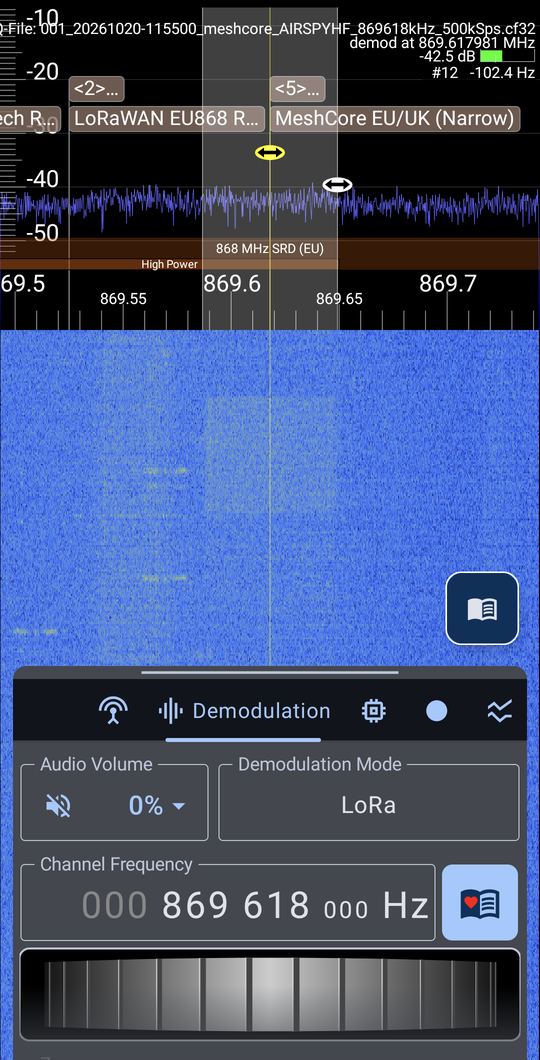 -10
Q-File: 001_20261020-115500_meshcore_AIRSPYHF_869618kHz_500kSps.cf32
demod at 869.617981 MHz
-42.5 dB
#12 -102.4 Hz
-20
<2>...
<5>...
ech R...
LoRaWAN EU868 R...
MeshCore EU/UK (Narrow)
-30
-40
-50
868 MHz SRD (EU)
High Power
69.5
869.55
869.6
869.65
869.7
Demodulation
Audio Volume
0%
Demodulation Mode
LoRa
Channel Frequency
000 869 618 000 Hz